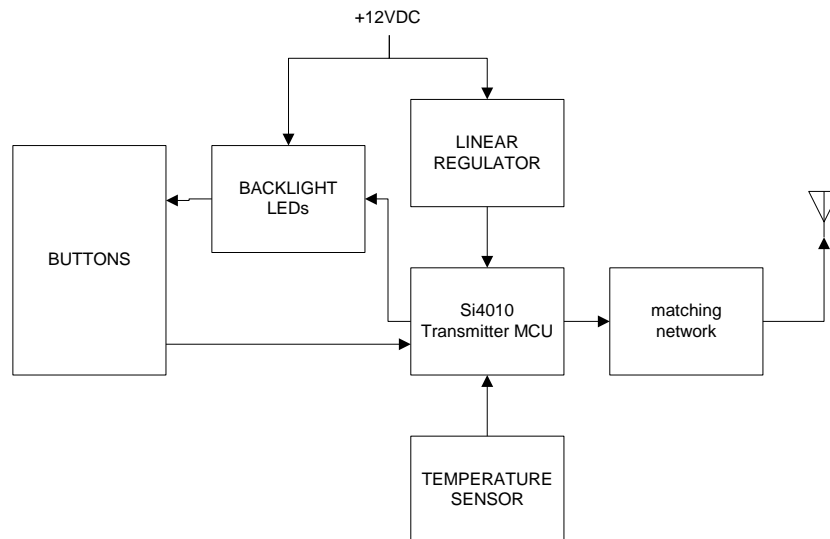 +12VDC
LINEAR
REGULATOR
BACKLIGHT
LEDs
BUTTONS
Si4010
Transmitter MCU
matching
network
TEMPERATURE
SENSOR